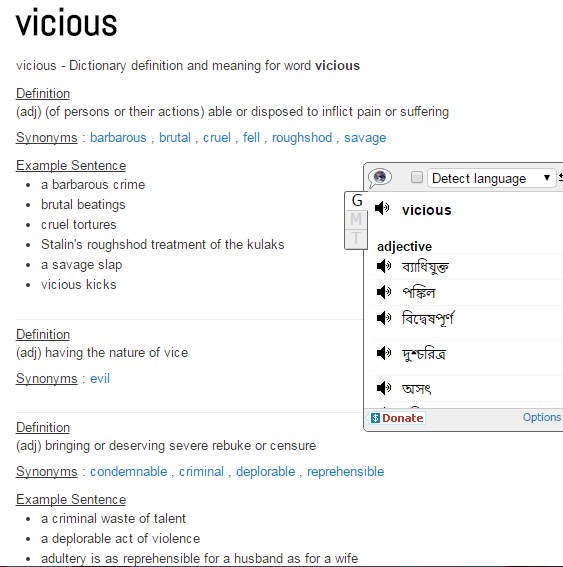 vicious
vicious - Dictionary definition and meaning for word vicious
Definition
(adj) (of persons or their actions) able or disposed to inflict pain or suffering
Synonyms : barbarous , brutal , cruel , fell , roughshod , savage
Example Sentence
• a barbarous crime
• brutal beatings
• cruel tortures
• Stalin's roughshod treatment of the kulaks
• a savage slap
• vicious kicks
Definition
(adj) having the nature of vice
Synonyms : evil
Definition
(adj) bringing or deserving severe rebuke or censure
Synonyms : condemnable , criminal , deplorable , reprehensible
Example Sentence
• a criminal waste of talent
• a deplorable act of violence
• adultery is as reprehensible for a husband as for a wife
Detect language
G
M
T
vicious
adjective
ব্যাধিযুক্ত
পঙ্কিল
বিদ্বেষপূর্ণ
দুশ্চরিত্র
অসৎ
$ Donate
Options